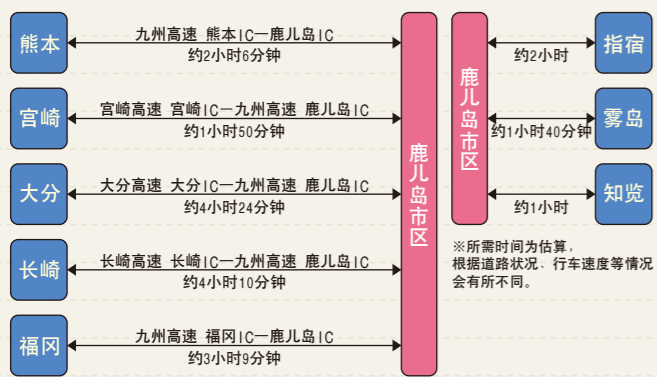 熊本
九州高速 熊本IC—鹿儿岛IC
约2小时6分钟
宫崎
宫崎高速 宫崎IC—九州高速 鹿儿岛IC
约1小时50分钟
大分
大分高速 大分IC—九州高速 鹿儿岛IC
约4小时24分钟
长崎
长崎高速 长崎IC—九州高速 鹿儿岛IC
约4小时10分钟
福冈
九州高速 福冈IC—鹿儿岛IC
约3小时9分钟
鹿儿岛市区
鹿儿岛市区
约2小时
指宿
约1小时40分钟
雾岛
约1小时
知览
※所需时间为估算，
根据道路状况、行车速度等情况
会有所不同。